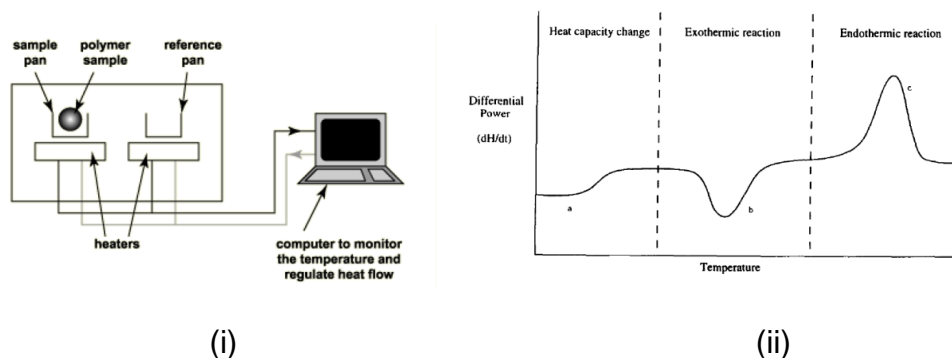 sample
pan
polymer
sample
reference
pan
heaters
computer to monitor
the temperature and
regulate heat flow
(i)
Heat capacity change
Exothermic reaction
Endothermic reaction
Differential
Power
(dH/dt)
a
b
c
Temperature
(ii)